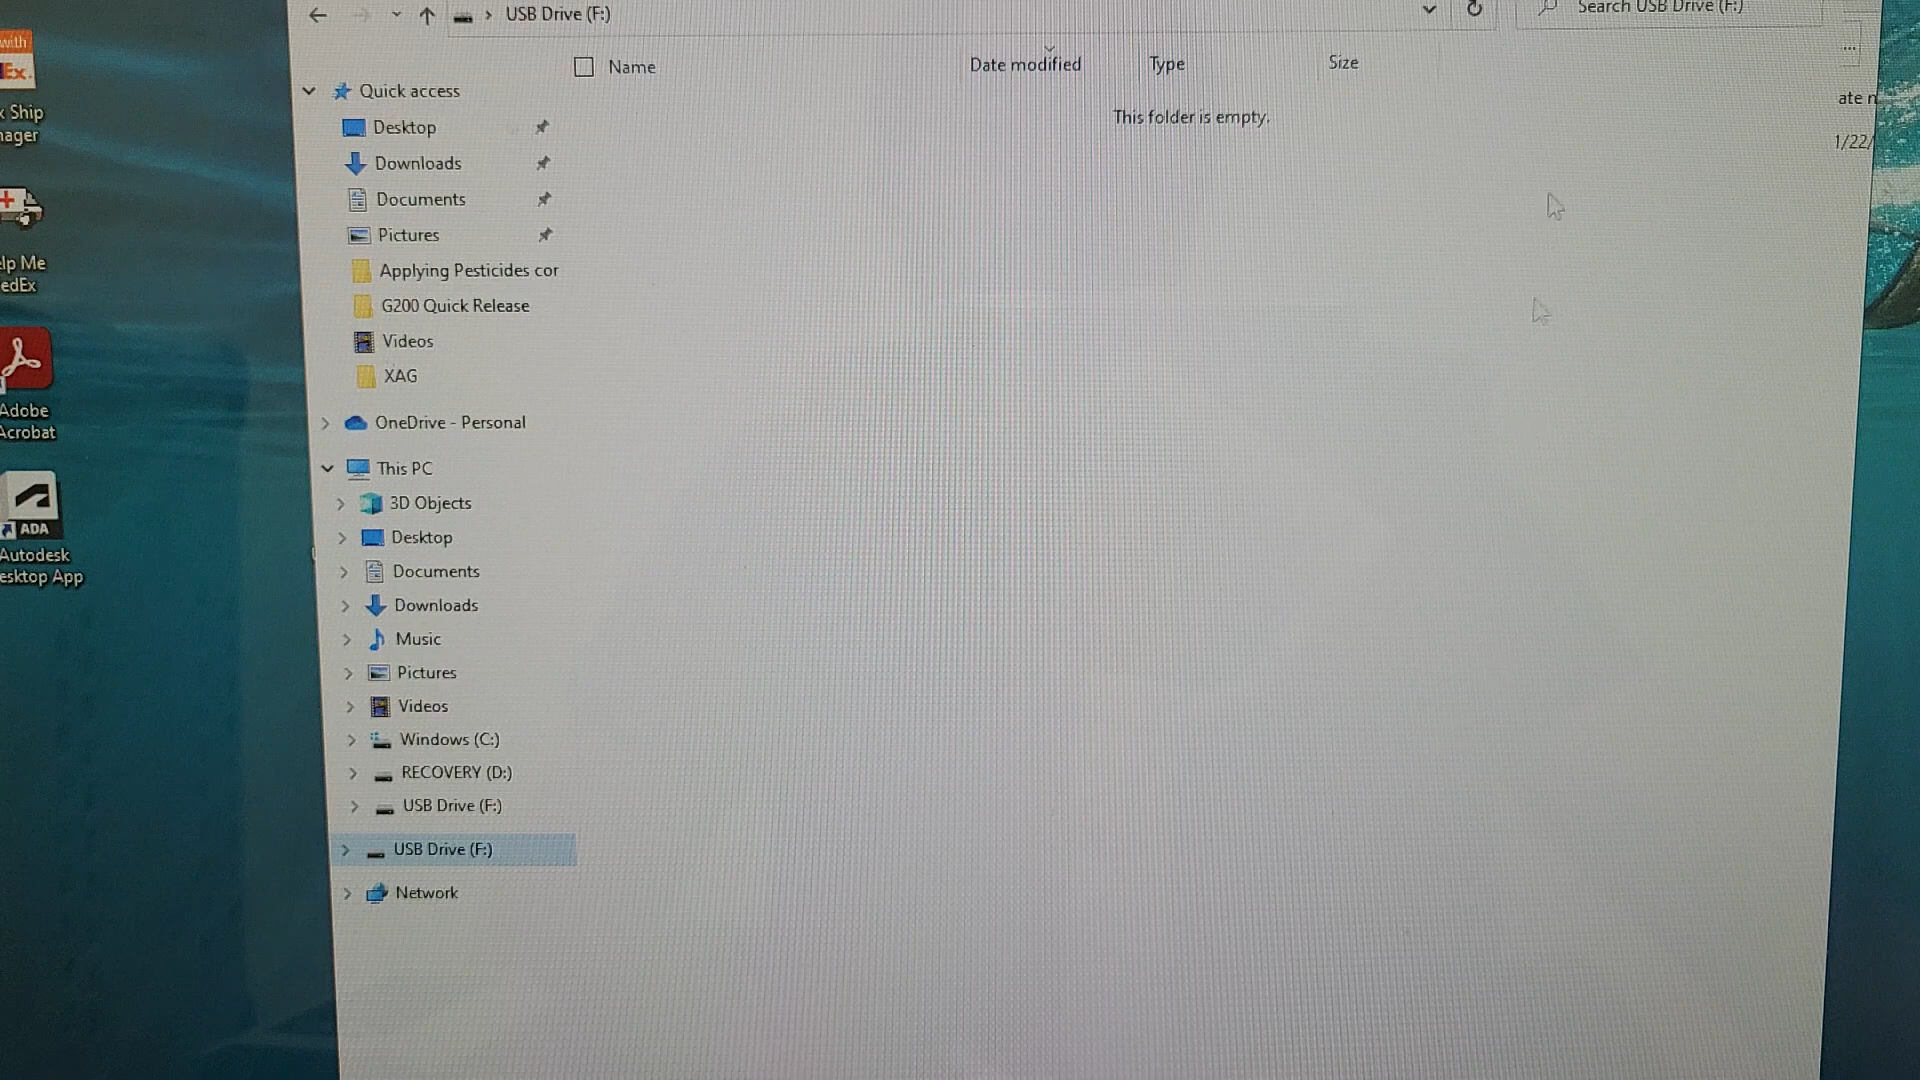 USB Drive (F:)
Search USB Drive (F:)
Name
Date modified
Type
Size
This folder is empty.
Quick access
Desktop
Downloads
Documents
Pictures
Applying Pesticides cor
G200 Quick Release
Videos
XAG
OneDrive - Personal
This PC
3D Objects
Desktop
Documents
Downloads
Music
Pictures
Videos
Windows (C:)
RECOVERY (D:)
USB Drive (F:)
USB Drive (F:)
Network
with
Ex.
x Ship
nager
lp Me
edEx
Adobe
Acrobat
ADA
Autodesk
esktop App
ate n
1/22/